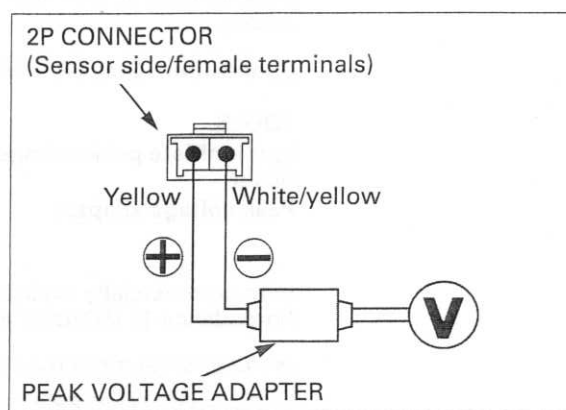 2P CONNECTOR
(Sensor side/female terminals)
Yellow White/yellow
+ −
V
PEAK VOLTAGE ADAPTER